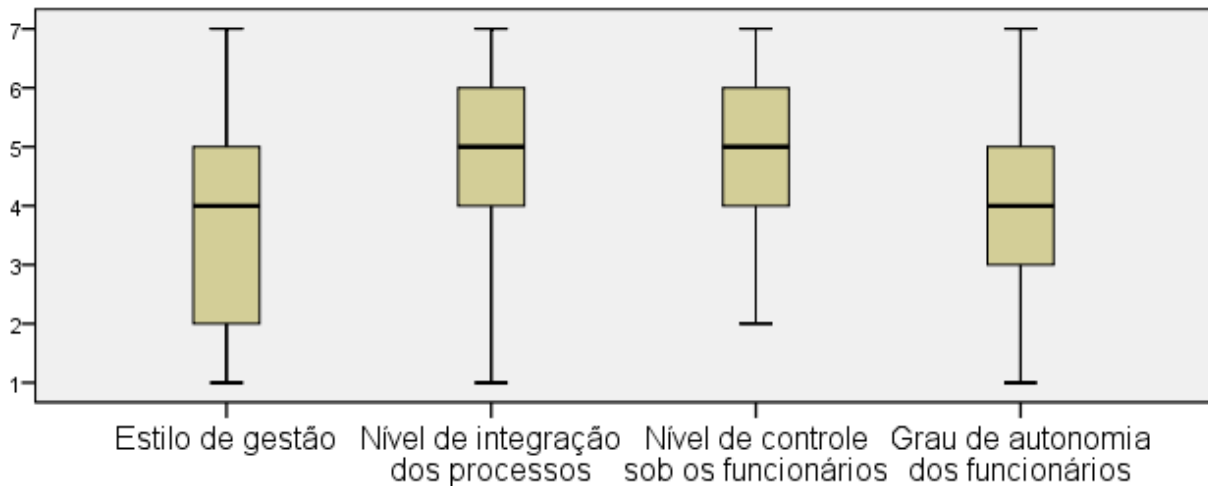 7
6
5
4
3
2
1
Estilo de gestão
Nível de integração
dos processos
Nível de controle
sob os funcionários
Grau de autonomia
dos funcionários